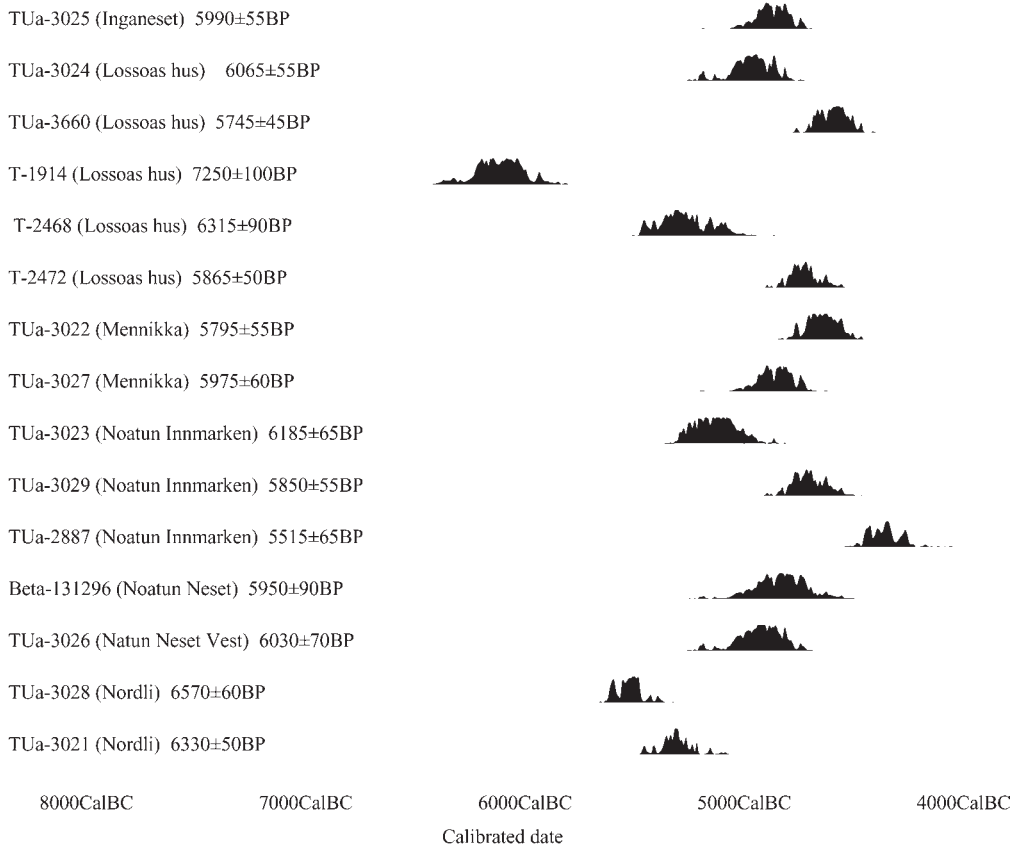 TUa-3025 (Inganeset) 5990±55BP
TUa-3024 (Lossoas hus) 6065±55BP
TUa-3660 (Lossoas hus) 5745±45BP
T-1914 (Lossoas hus) 7250±100BP
T-2468 (Lossoas hus) 6315±90BP
T-2472 (Lossoas hus) 5865±50BP
TUa-3022 (Mennikka) 5795±55BP
TUa-3027 (Mennikka) 5975±60BP
TUa-3023 (Noatun Innmarken) 6185±65BP
TUa-3029 (Noatun Innmarken) 5850±55BP
TUa-2887 (Noatun Innmarken) 5515±65BP
Beta-131296 (Noatun Neset) 5950±90BP
TUa-3026 (Natun Neset Vest) 6030±70BP
TUa-3028 (Nordli) 6570±60BP
TUa-3021 (Nordli) 6330±50BP
8000CalBC 7000CalBC 6000CalBC 5000CalBC 4000CalBC
Calibrated date